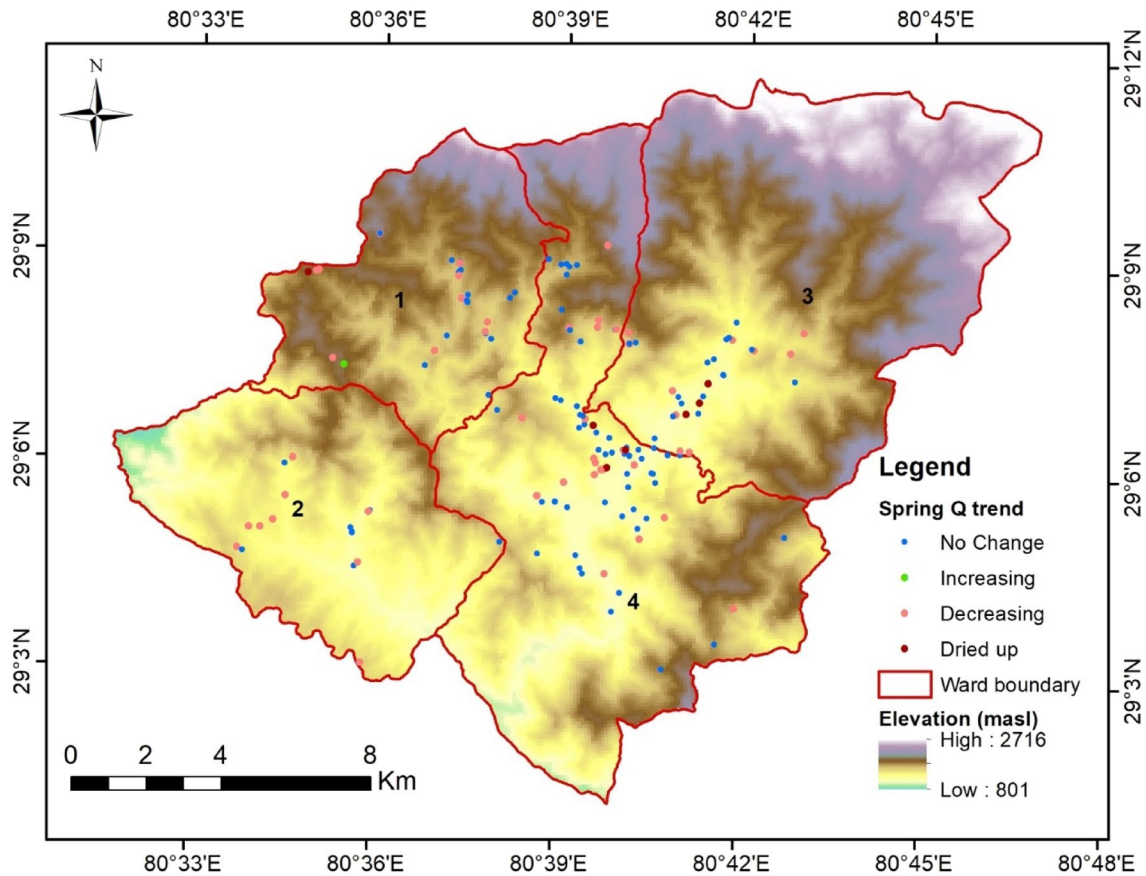 80°33'E 80°36'E 80°39'E 80°42'E 80°45'E
29°12'N
N
29°9'N
29°9'N
1
3
29°6'N
29°6'N
2
4
29°3'N
29°3'N
Legend
Spring Q trend
No Change
Increasing
Decreasing
Dried up
Ward boundary
Elevation (masl)
High : 2716
Low : 801
0 2 4 8
Km
80°33'E 80°36'E 80°39'E 80°42'E 80°45'E 80°48'E